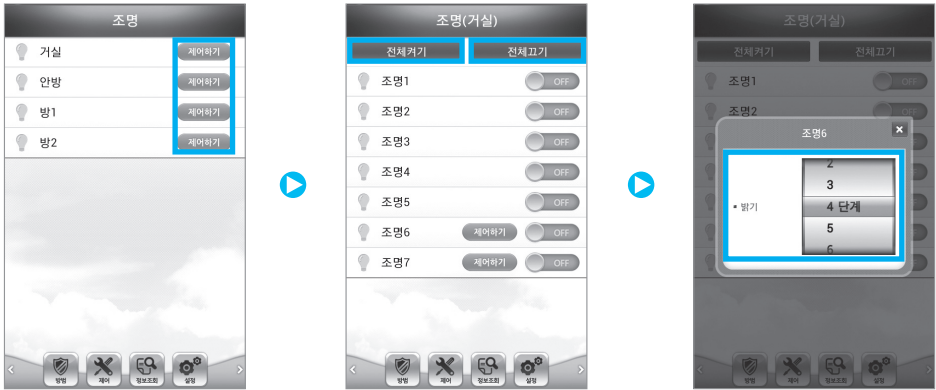 조명
거실 제어하기
안방 제어하기
방1 제어하기
방2 제어하기
방범 제어 정보조회 설정
조명(거실)
전체켜기 전체끄기
조명1 OFF
조명2 OFF
조명3 OFF
조명4 OFF
조명5 OFF
조명6 제어하기 OFF
조명7 제어하기 OFF
방범 제어 정보조회 설정
조명(거실)
전체켜기 전체끄기
조명1 OFF
조명2 OFF
조명6
2
3
밝기 4 단계
5
6
방범 제어 정보조회 설정